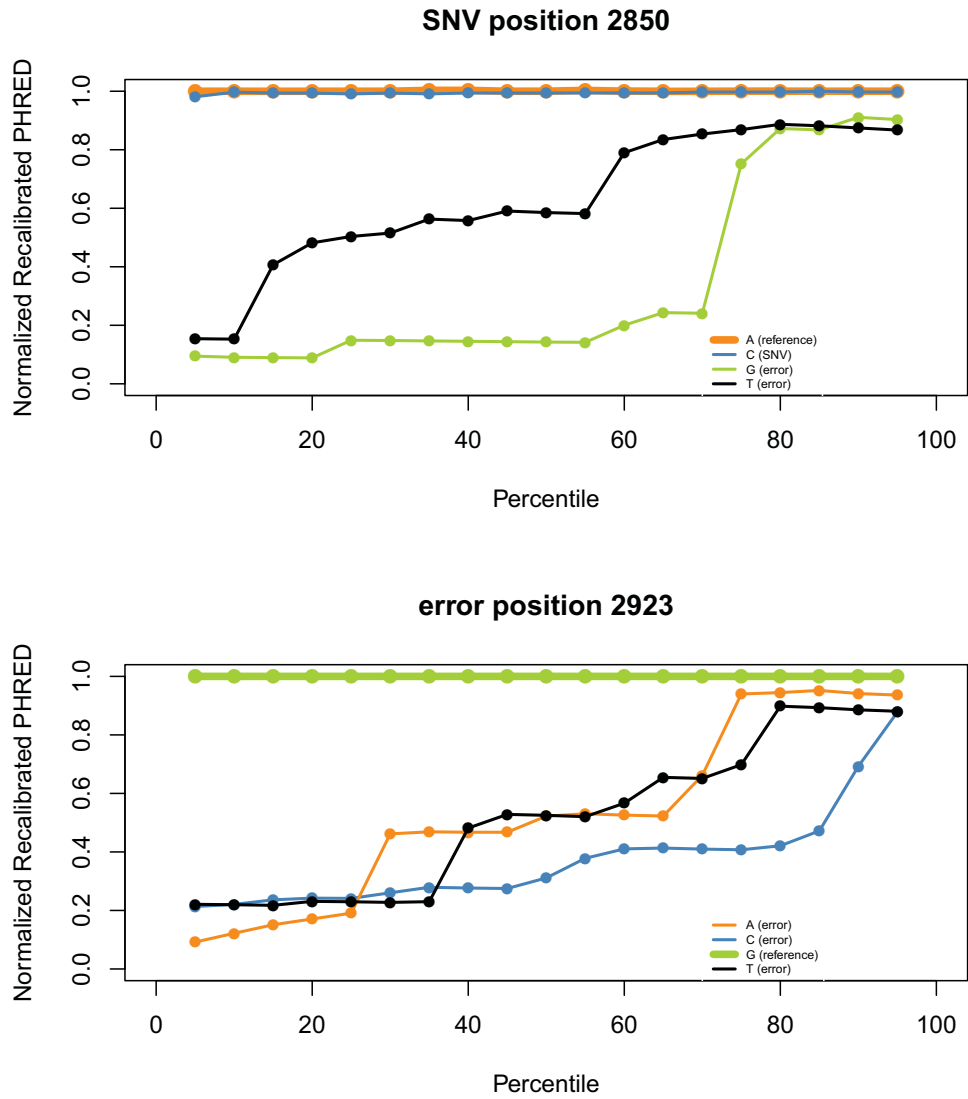 SNV position 2850
Normalized Recalibrated PHRED
1.0
0.8
0.6
0.4
0.2
0.0
A (reference)
C (SNV)
G (error)
T (error)
0 20 40 60 80 100
Percentile
error position 2923
Normalized Recalibrated PHRED
1.0
0.8
0.6
0.4
0.2
0.0
A (error)
C (error)
G (reference)
T (error)
0 20 40 60 80 100
Percentile